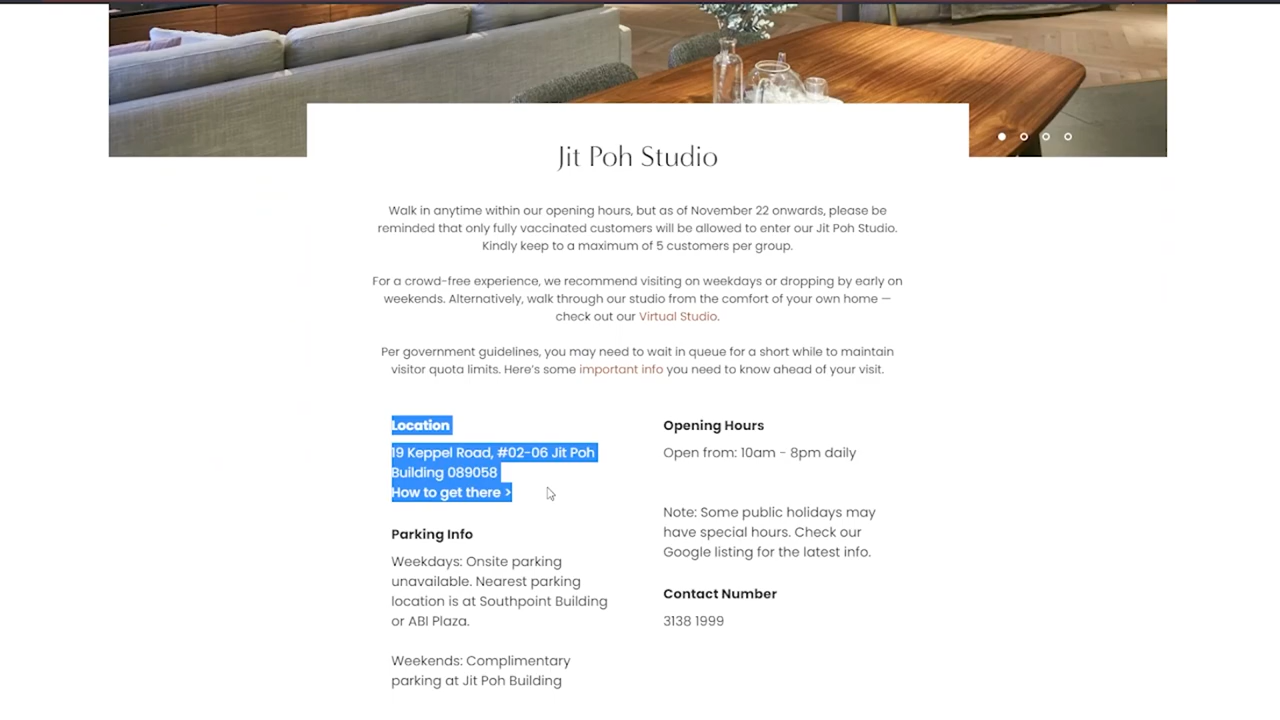 Jit Poh Studio
Walk in anytime within our opening hours, but as of November 22 onwards, please be
reminded that only fully vaccinated customers will be allowed to enter our Jit Poh Studio.
Kindly keep to a maximum of 5 customers per group.
For a crowd-free experience, we recommend visiting on weekdays or dropping by early on
weekends. Alternatively, walk through our studio from the comfort of your own home —
check out our Virtual Studio.
Per government guidelines, you may need to wait in queue for a short while to maintain
visitor quota limits. Here's some important info you need to know ahead of your visit.
Location
19 Keppel Road, #02-06 Jit Poh
Building 089058
How to get there >
Parking Info
Weekdays: Onsite parking
unavailable. Nearest parking
location is at Southpoint Building
or ABI Plaza.
Weekends: Complimentary
parking at Jit Poh Building
Opening Hours
Open from: 10am - 8pm daily
Note: Some public holidays may
have special hours. Check our
Google listing for the latest info.
Contact Number
3138 1999